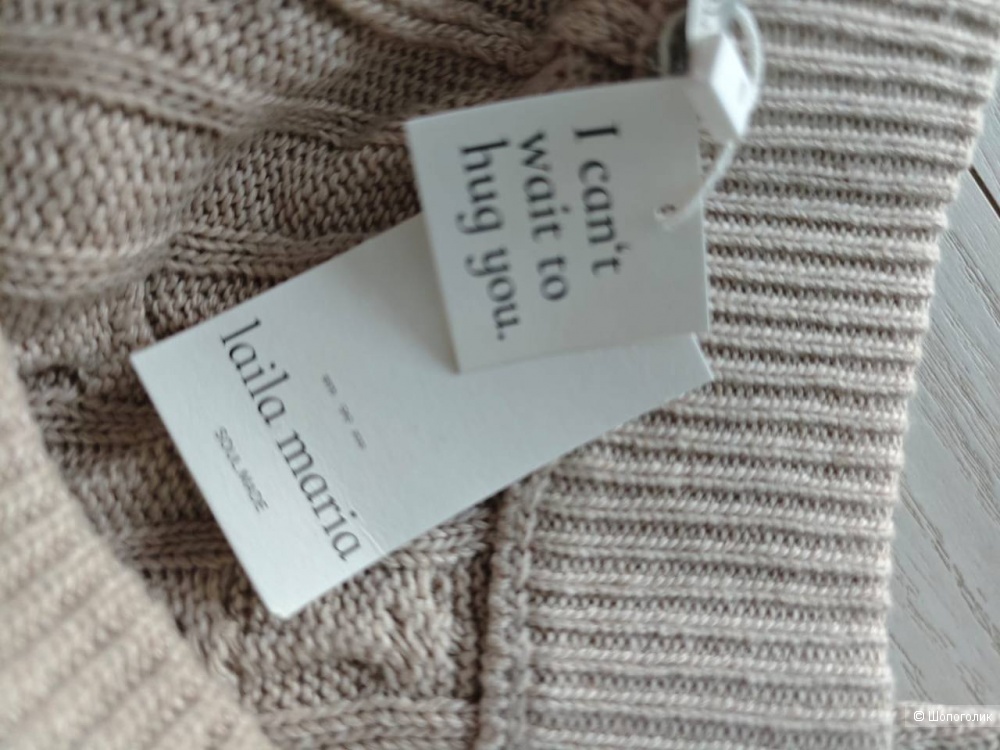 I can't
wait to
hug you.
laila maria
SOULMADE
© Шопоголик